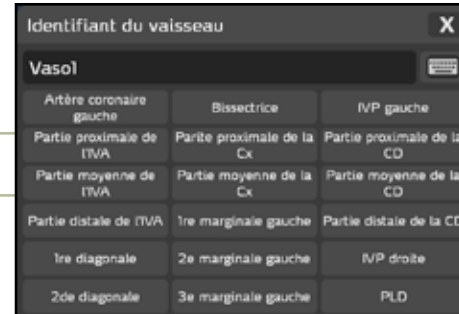 Identifiant du vaisseau X
Vaso1
Artère coronaire gauche
Bissectrice
IVP gauche
Partie proximale de l'IVA
Parite proximale de la Cx
Partie proximale de la CD
Partie moyenne de l'IVA
Partie moyenne de la Cx
Partie moyenne de la CD
Partie distale de l'IVA
1re marginale gauche
Partie distale de la CD
1re diagonale
2e marginale gauche
IVP droite
2de diagonale
3e marginale gauche
PLD